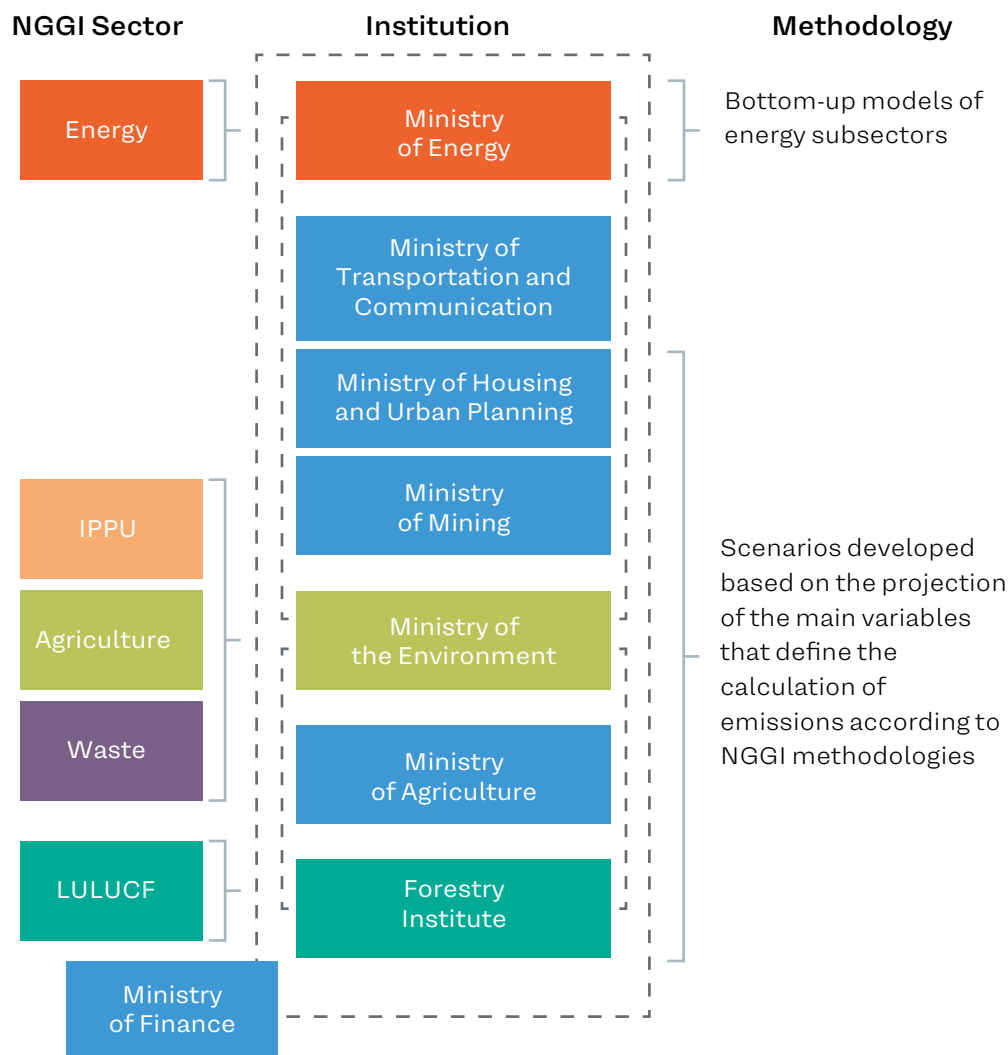 NGGI Sector
Institution
Methodology
Energy
Ministry
of Energy
Bottom-up models of
energy subsectors
Ministry of
Transportation and
Communication
Ministry of Housing
and Urban Planning
Ministry
of Mining
IPPU
Agriculture
Waste
Ministry of
the Environment
Scenarios developed
based on the projection
of the main variables
that define the
calculation of
emissions according to
NGGI methodologies
Ministry
of Agriculture
LULUCF
Forestry
Institute
Ministry
of Finance